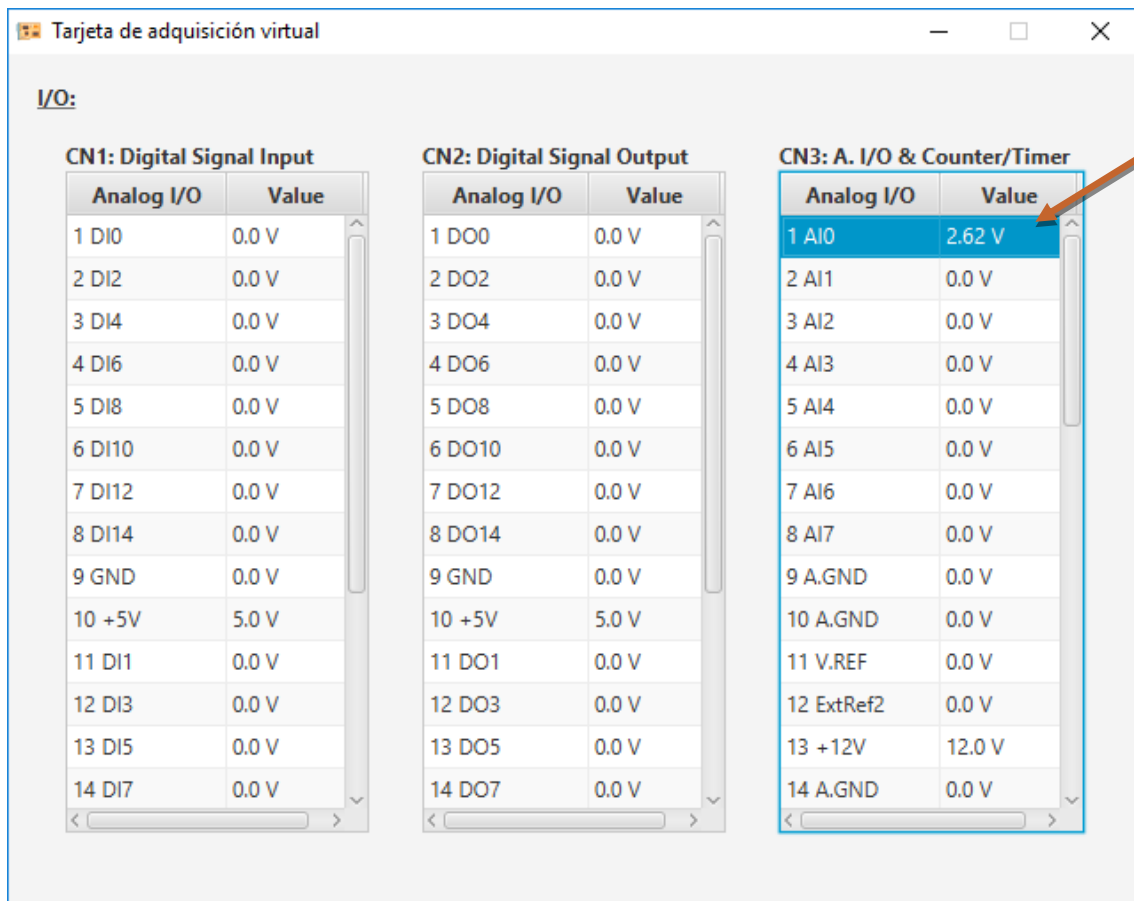 Tarjeta de adquisición virtual
I/O:
CN1: Digital Signal Input
Analog I/O Value
1 DI0 0.0 V
2 DI2 0.0 V
3 DI4 0.0 V
4 DI6 0.0 V
5 DI8 0.0 V
6 DI10 0.0 V
7 DI12 0.0 V
8 DI14 0.0 V
9 GND 0.0 V
10 +5V 5.0 V
11 DI1 0.0 V
12 DI3 0.0 V
13 DI5 0.0 V
14 DI7 0.0 V
CN2: Digital Signal Output
Analog I/O Value
1 DO0 0.0 V
2 DO2 0.0 V
3 DO4 0.0 V
4 DO6 0.0 V
5 DO8 0.0 V
6 DO10 0.0 V
7 DO12 0.0 V
8 DO14 0.0 V
9 GND 0.0 V
10 +5V 5.0 V
11 DO1 0.0 V
12 DO3 0.0 V
13 DO5 0.0 V
14 DO7 0.0 V
CN3: A. I/O & Counter/Timer
Analog I/O Value
1 AI0 2.62 V
2 AI1 0.0 V
3 AI2 0.0 V
4 AI3 0.0 V
5 AI4 0.0 V
6 AI5 0.0 V
7 AI6 0.0 V
8 AI7 0.0 V
9 A.GND 0.0 V
10 A.GND 0.0 V
11 V.REF 0.0 V
12 ExtRef2 0.0 V
13 +12V 12.0 V
14 A.GND 0.0 V